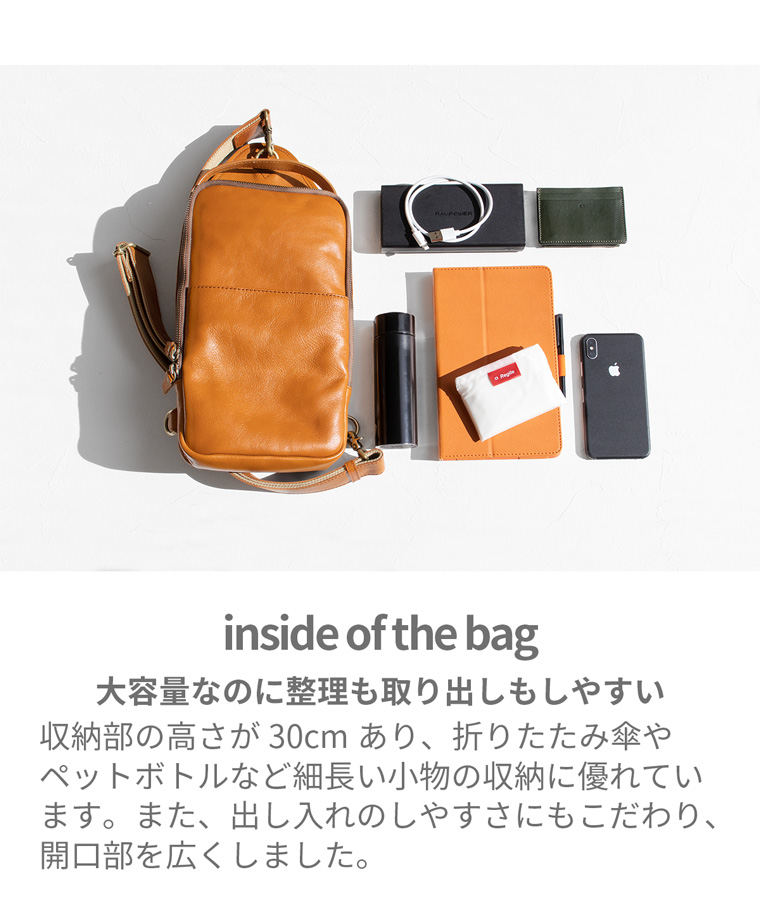 RAVPOWER
Regile
inside of the bag
大容量なのに整理も取り出しもしやすい
収納部の高さが 30cm あり、折りたたみ傘や
ペットボトルなど細長い小物の収納に優れてい
ます。また、出し入れのしやすさにもこだわり、
開口部を広くしました。